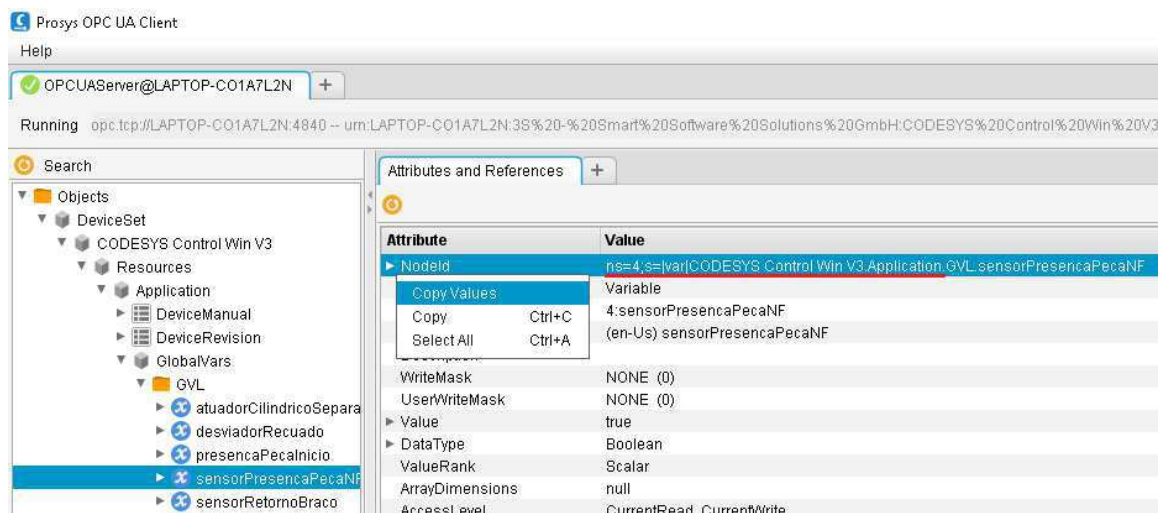 Prosys OPC UA Client
Help
OPCUAServer@LAPTOP-CO1A7L2N +
Running opc.tcp://LAPTOP-CO1A7L2N:4840 -- urn:LAPTOP-CO1A7L2N:3S%20-%20Smart%20Software%20Solutions%20GmbH:CODESYS%20Control%20Win%20V3
Search
Objects
DeviceSet
CODESYS Control Win V3
Resources
Application
DeviceManual
DeviceRevision
GlobalVars
GVL
atuadorCilindricoSepara
desviadorRecuado
presencaPecaInicio
sensorPresencaPecaNF
sensorRetornoBraco
Attributes and References +
Attribute Value
NodeId ns=4;s=|var|CODESYS Control Win V3.Application.GVL.sensorPresencaPecaNF
Variable
4:sensorPresencaPecaNF
(en-Us) sensorPresencaPecaNF
Copy Values
Copy Ctrl+C
Select All Ctrl+A
WriteMask NONE (0)
UserWriteMask NONE (0)
Value true
DataType Boolean
ValueRank Scalar
ArrayDimensions null
AccessLevel CurrentRead, CurrentWrite